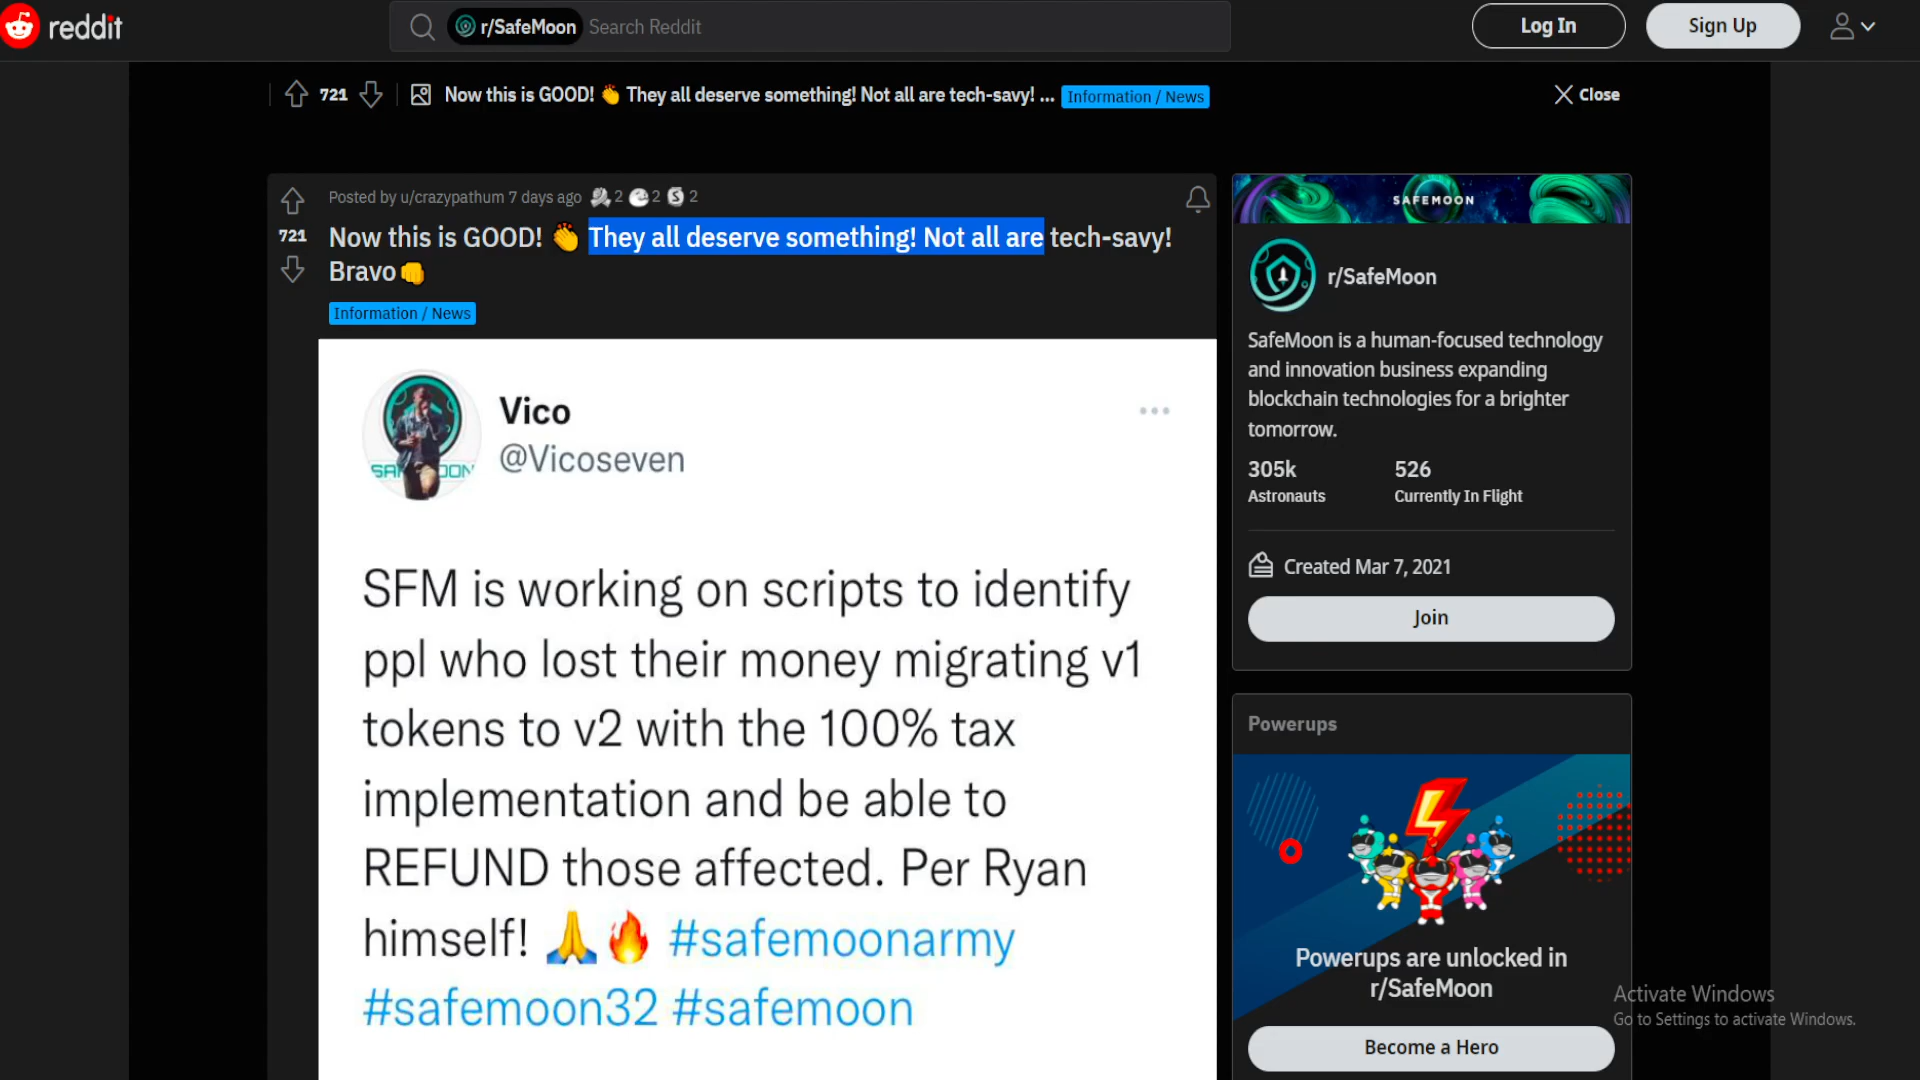 reddit
r/SafeMoon Search Reddit
Log In
Sign Up
721
Now this is GOOD! 👏 They all deserve something! Not all are tech-savy! ...
Information / News
Close
Posted by u/crazypathum 7 days ago 2 2 2
721
Now this is GOOD! 👏 They all deserve something! Not all are tech-savy!
Bravo👊
Information / News
Vico
@Vicoseven
SAFEMOON
SFM is working on scripts to identify
ppl who lost their money migrating v1
tokens to v2 with the 100% tax
implementation and be able to
REFUND those affected. Per Ryan
himself! 🙏🔥 #safemoonarmy
#safemoon32 #safemoon
SAFEMOON
r/SafeMoon
SafeMoon is a human-focused technology
and innovation business expanding
blockchain technologies for a brighter
tomorrow.
305k 526
Astronauts Currently In Flight
Created Mar 7, 2021
Join
Powerups
Powerups are unlocked in
r/SafeMoon
Become a Hero
Activate Windows
Go to Settings to activate Windows.